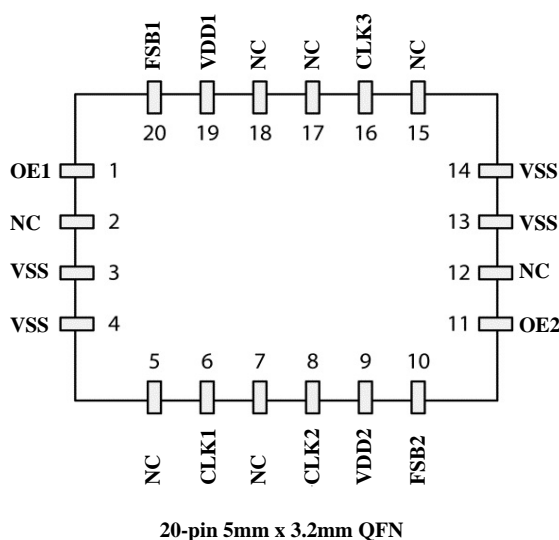 FSB1 VDD1 NC NC CLK3 NC
20 19 18 17 16 15
OE1 1 14 VSS
NC 2 13 VSS
VSS 3 12 NC
VSS 4 11 OE2
5 6 7 8 9 10
NC CLK1 NC CLK2 VDD2 FSB2
20-pin 5mm x 3.2mm QFN